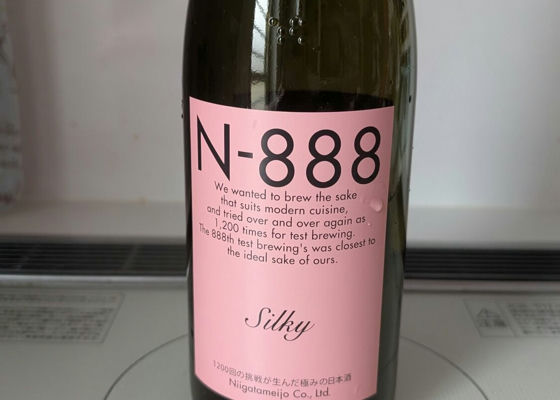 N-888
We wanted to brew the sake
that suits modern cuisine,
and tried over and over again as
1,200 times for test brewing.
The 888th test brewing's was closest to
the ideal sake of ours.
Silky
1200回の挑戦が生んだ極みの日本酒
Niigatameijo Co., Ltd.